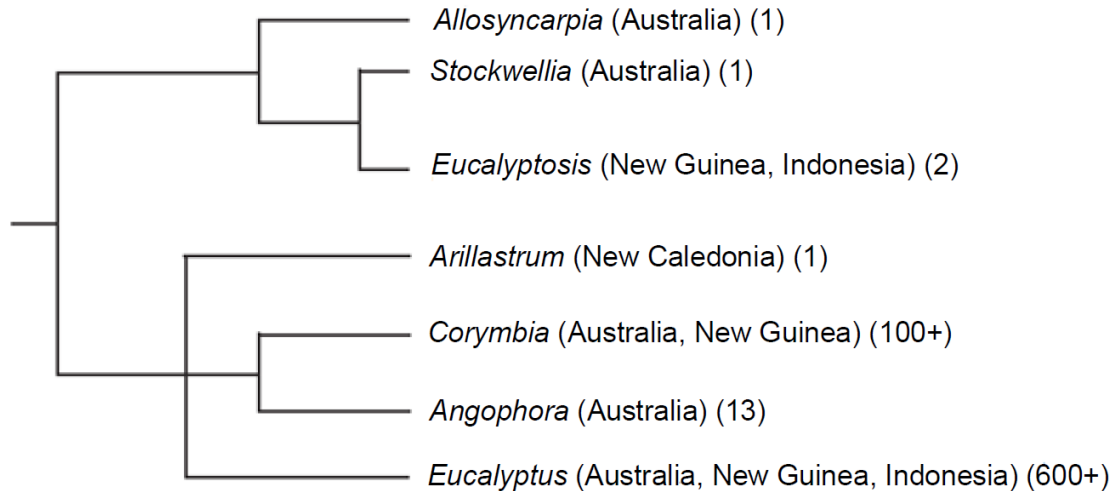 Allosyncarpia (Australia) (1)
Stockwellia (Australia) (1)
Eucalyptosis (New Guinea, Indonesia) (2)
Arillastrum (New Caledonia) (1)
Corymbia (Australia, New Guinea) (100+)
Angophora (Australia) (13)
Eucalyptus (Australia, New Guinea, Indonesia) (600+)